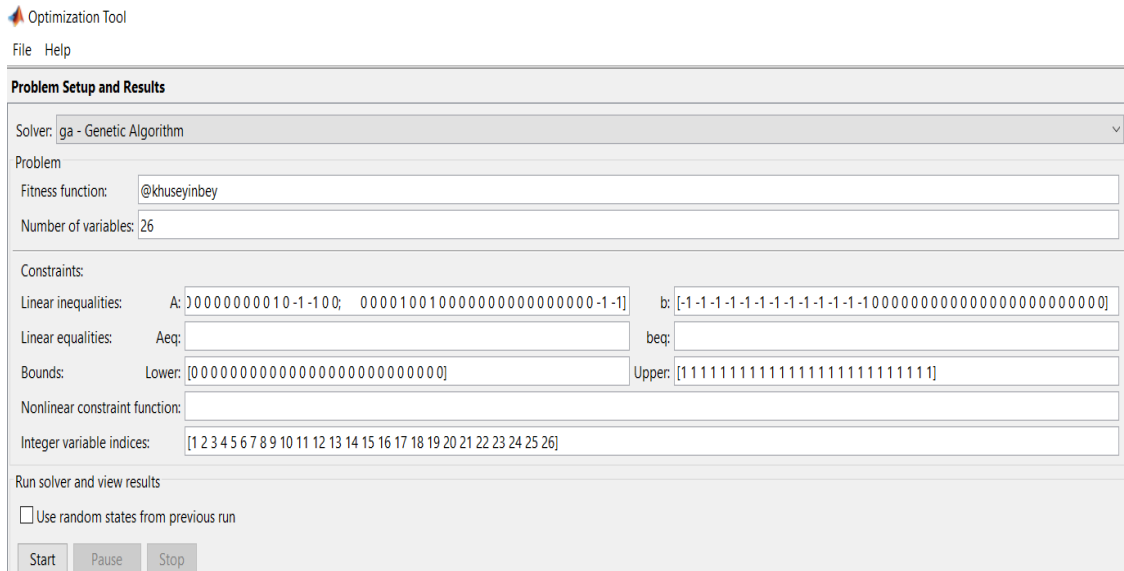 Optimization Tool
File Help
Problem Setup and Results
Solver: ga - Genetic Algorithm
Problem
Fitness function: @khuseyinbey
Number of variables: 26
Constraints:
Linear inequalities: A: 0 0 0 0 0 0 0 0 1 0 -1 -1 0 0; 0 0 0 0 1 0 0 1 0 0 0 0 0 0 0 0 0 0 0 0 0 0 0 0 -1 -1] b: [-1 -1 -1 -1 -1 -1 -1 -1 -1 -1 -1 -1 -1 0 0 0 0 0 0 0 0 0 0 0 0 0 0 0 0 0 0 0 0 0 0 0 0]
Linear equalities: Aeq: beq:
Bounds: Lower: [0 0 0 0 0 0 0 0 0 0 0 0 0 0 0 0 0 0 0 0 0 0 0 0 0 0] Upper: [1 1 1 1 1 1 1 1 1 1 1 1 1 1 1 1 1 1 1 1 1 1 1 1 1 1]
Nonlinear constraint function:
Integer variable indices: [1 2 3 4 5 6 7 8 9 10 11 12 13 14 15 16 17 18 19 20 21 22 23 24 25 26]
Run solver and view results
Use random states from previous run
Start Pause Stop